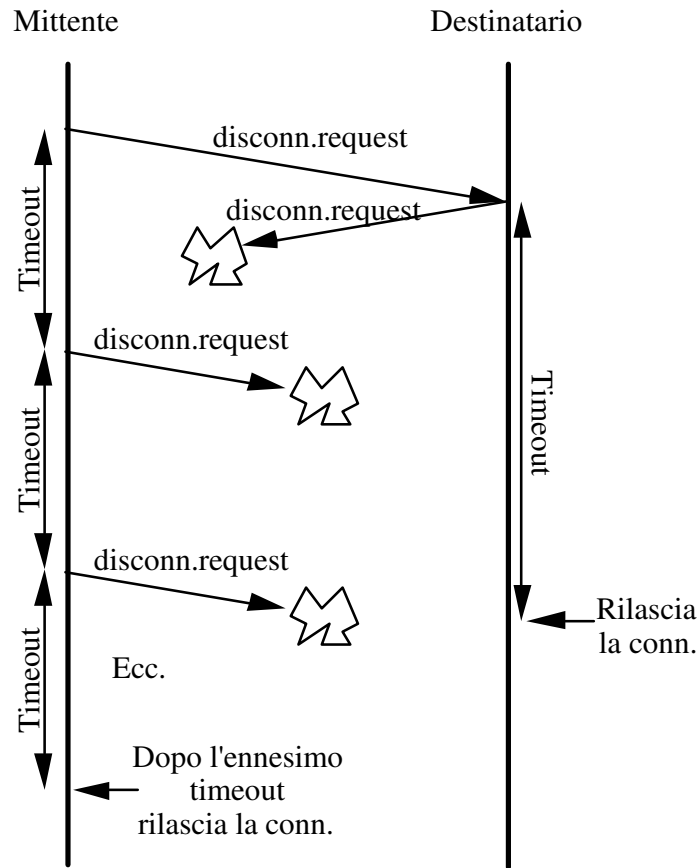 Mittente
Destinatario
disconn.request
disconn.request
Timeout
disconn.request
Timeout
Timeout
disconn.request
Timeout
Rilascia
la conn.
Ecc.
Dopo l'ennesimo
timeout
rilascia la conn.